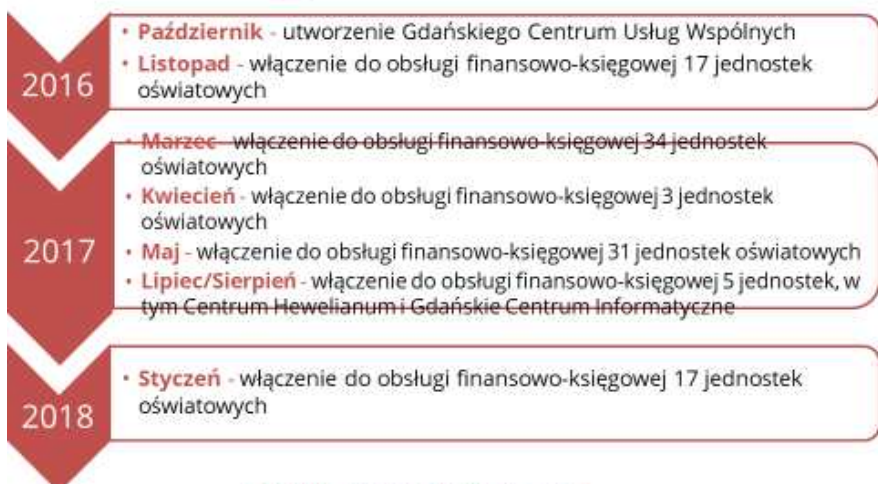 2016
• Październik - utworzenie Gdańskiego Centrum Usług Wspólnych
• Listopad - włączenie do obsługi finansowo-księgowej 17 jednostek
oświatowych
2017
• Marzec - włączenie do obsługi finansowo-księgowej 34 jednostek
oświatowych
• Kwiecień - włączenie do obsługi finansowo-księgowej 3 jednostek
oświatowych
• Maj - włączenie do obsługi finansowo-księgowej 31 jednostek oświatowych
• Lipiec/Sierpień - włączenie do obsługi finansowo-księgowej 5 jednostek, w
tym Centrum Hewelianum i Gdańskie Centrum Informatyczne
2018
• Styczeń - włączenie do obsługi finansowo-księgowej 17 jednostek
oświatowych